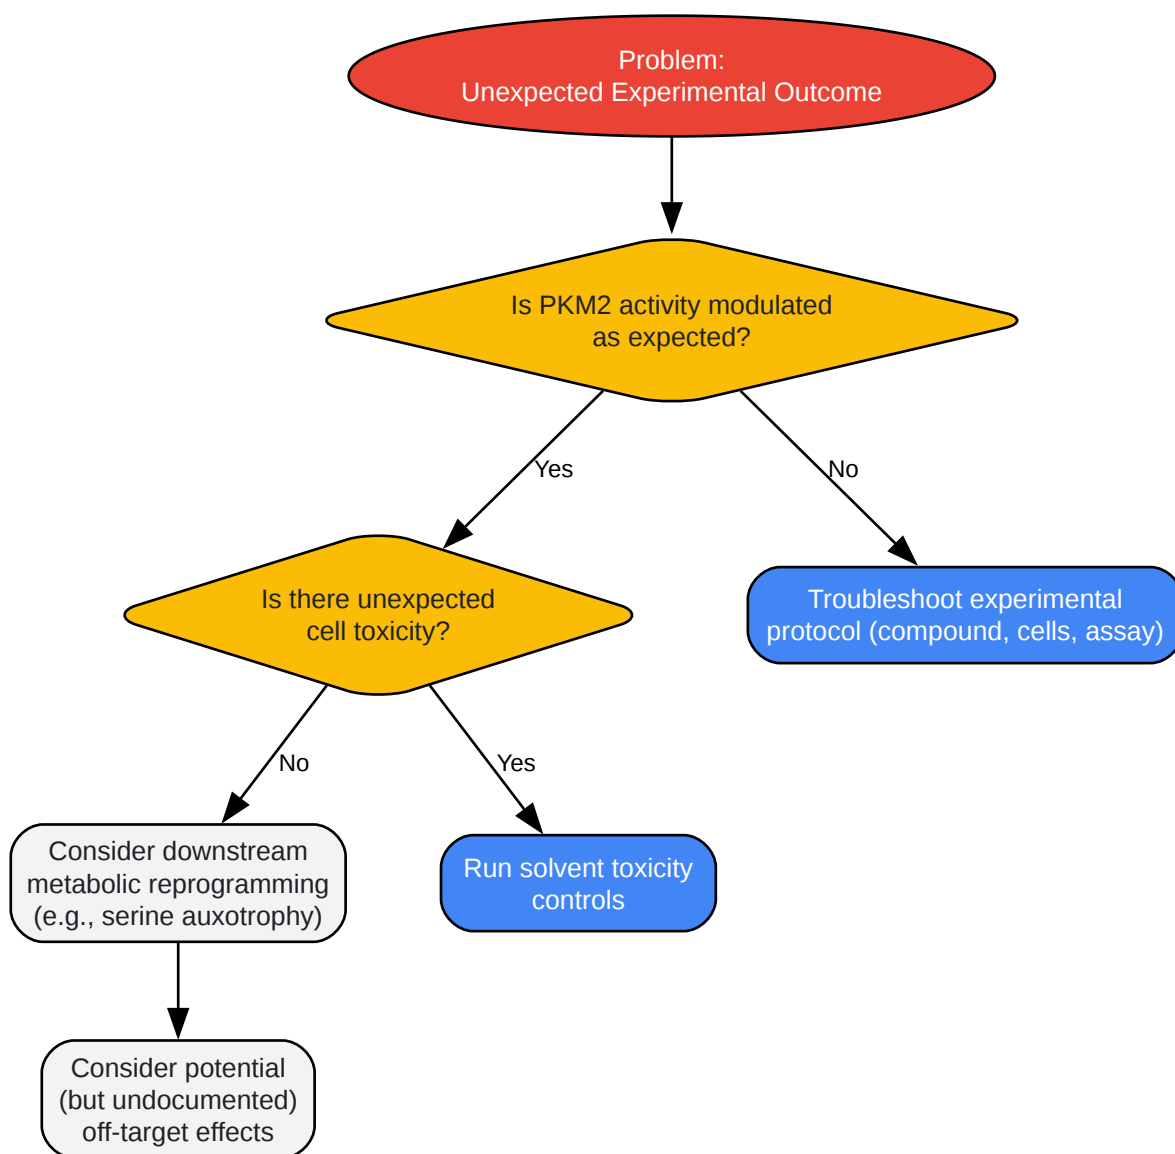 Problem:
Unexpected Experimental Outcome
Is PKM2 activity modulated
as expected?
Yes
No
Is there unexpected
cell toxicity?
Troubleshoot experimental
protocol (compound, cells, assay)
No
Yes
Consider downstream
metabolic reprogramming
(e.g., serine auxotrophy)
Run solvent toxicity
controls
Consider potential
(but undocumented)
off-target effects